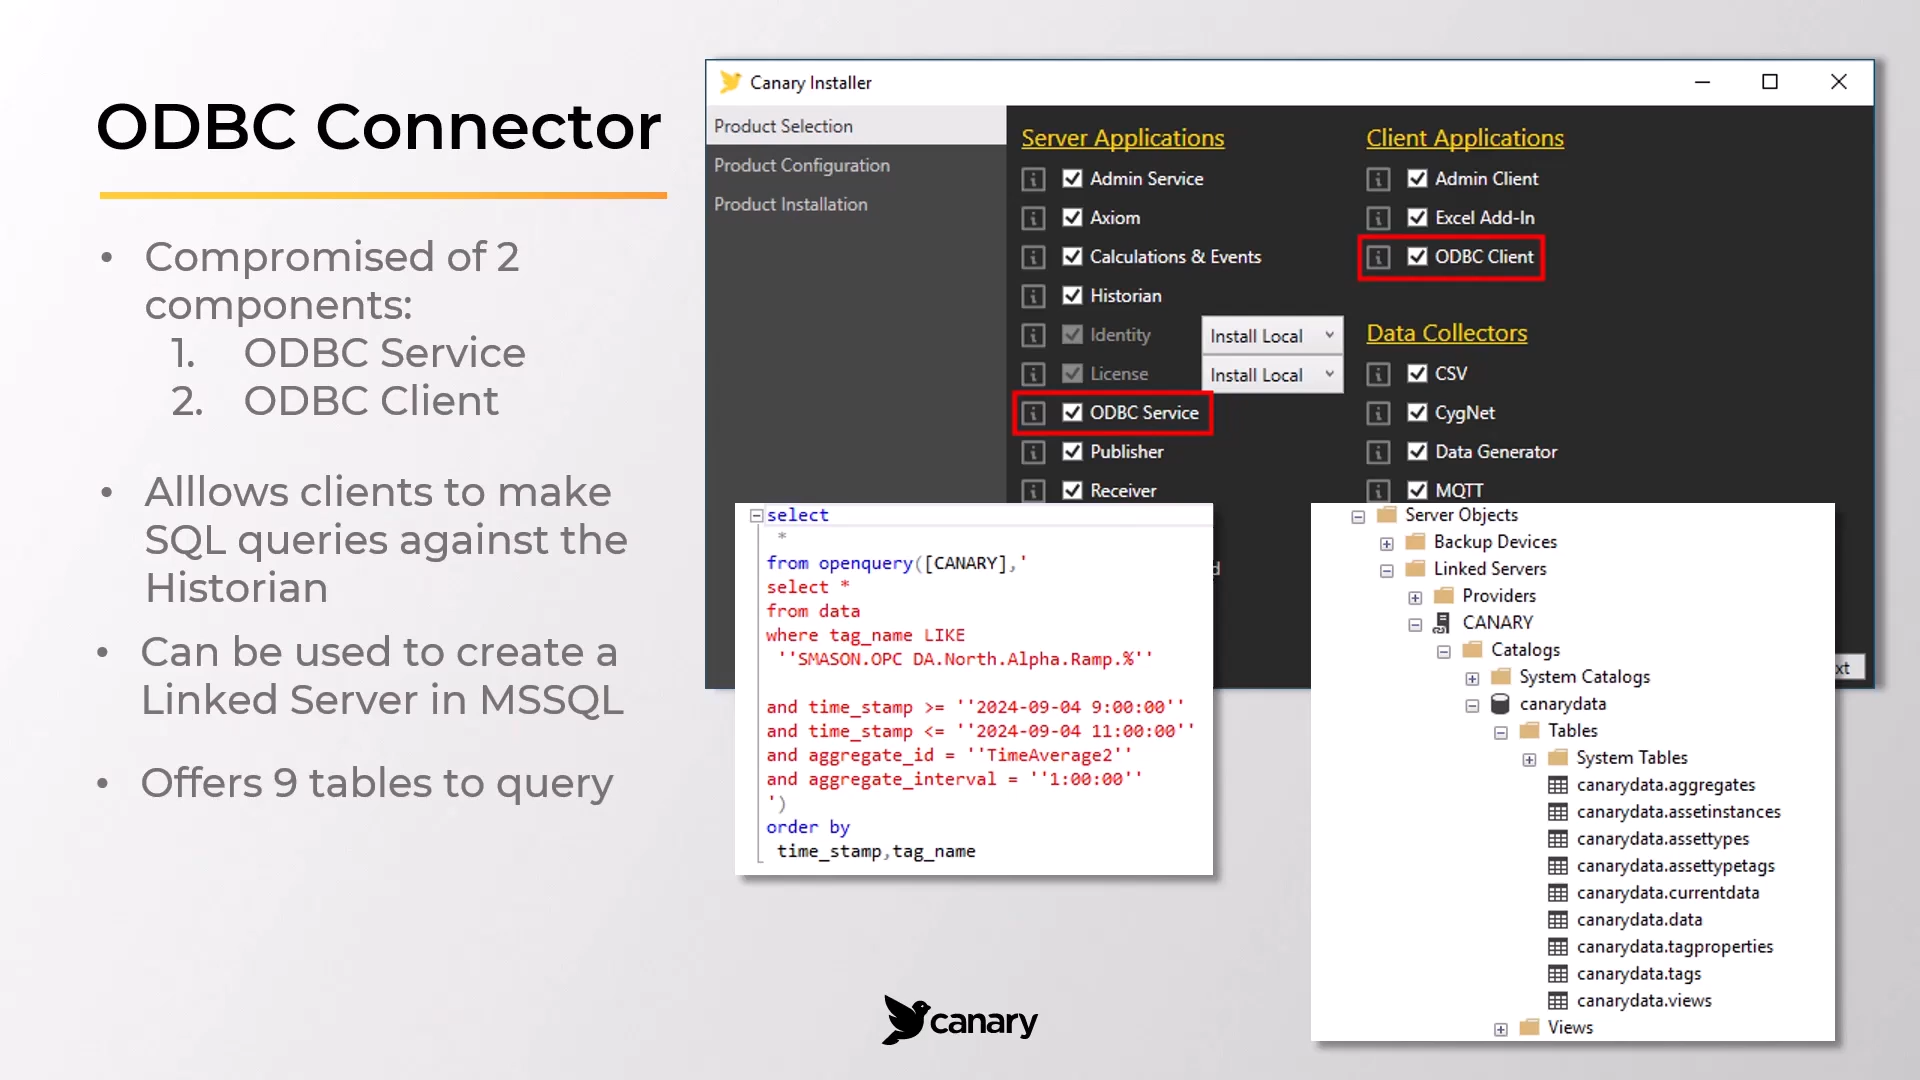 ODBC Connector
• Compromised of 2
components:
1. ODBC Service
2. ODBC Client
• Alllows clients to make
SQL queries against the
Historian
• Can be used to create a
Linked Server in MSSQL
• Offers 9 tables to query
Canary Installer
Product Selection
Product Configuration
Product Installation
Server Applications
Admin Service
Axiom
Calculations & Events
Historian
Identity Install Local
License Install Local
ODBC Service
Publisher
Receiver
Client Applications
Admin Client
Excel Add-In
ODBC Client
Data Collectors
CSV
CygNet
Data Generator
MQTT
d
xt
select
*
from openquery([CANARY],'
select *
from data
where tag_name LIKE
''SMASON.OPC DA.North.Alpha.Ramp.%''
and time_stamp >= ''2024-09-04 9:00:00''
and time_stamp <= ''2024-09-04 11:00:00''
and aggregate_id = ''TimeAverage2''
and aggregate_interval = ''1:00:00''
')
order by
time_stamp,tag_name
Server Objects
Backup Devices
Linked Servers
Providers
CANARY
Catalogs
System Catalogs
canarydata
Tables
System Tables
canarydata.aggregates
canarydata.assetinstances
canarydata.assettypes
canarydata.assettypetags
canarydata.currentdata
canarydata.data
canarydata.tagproperties
canarydata.tags
canarydata.views
Views
canary